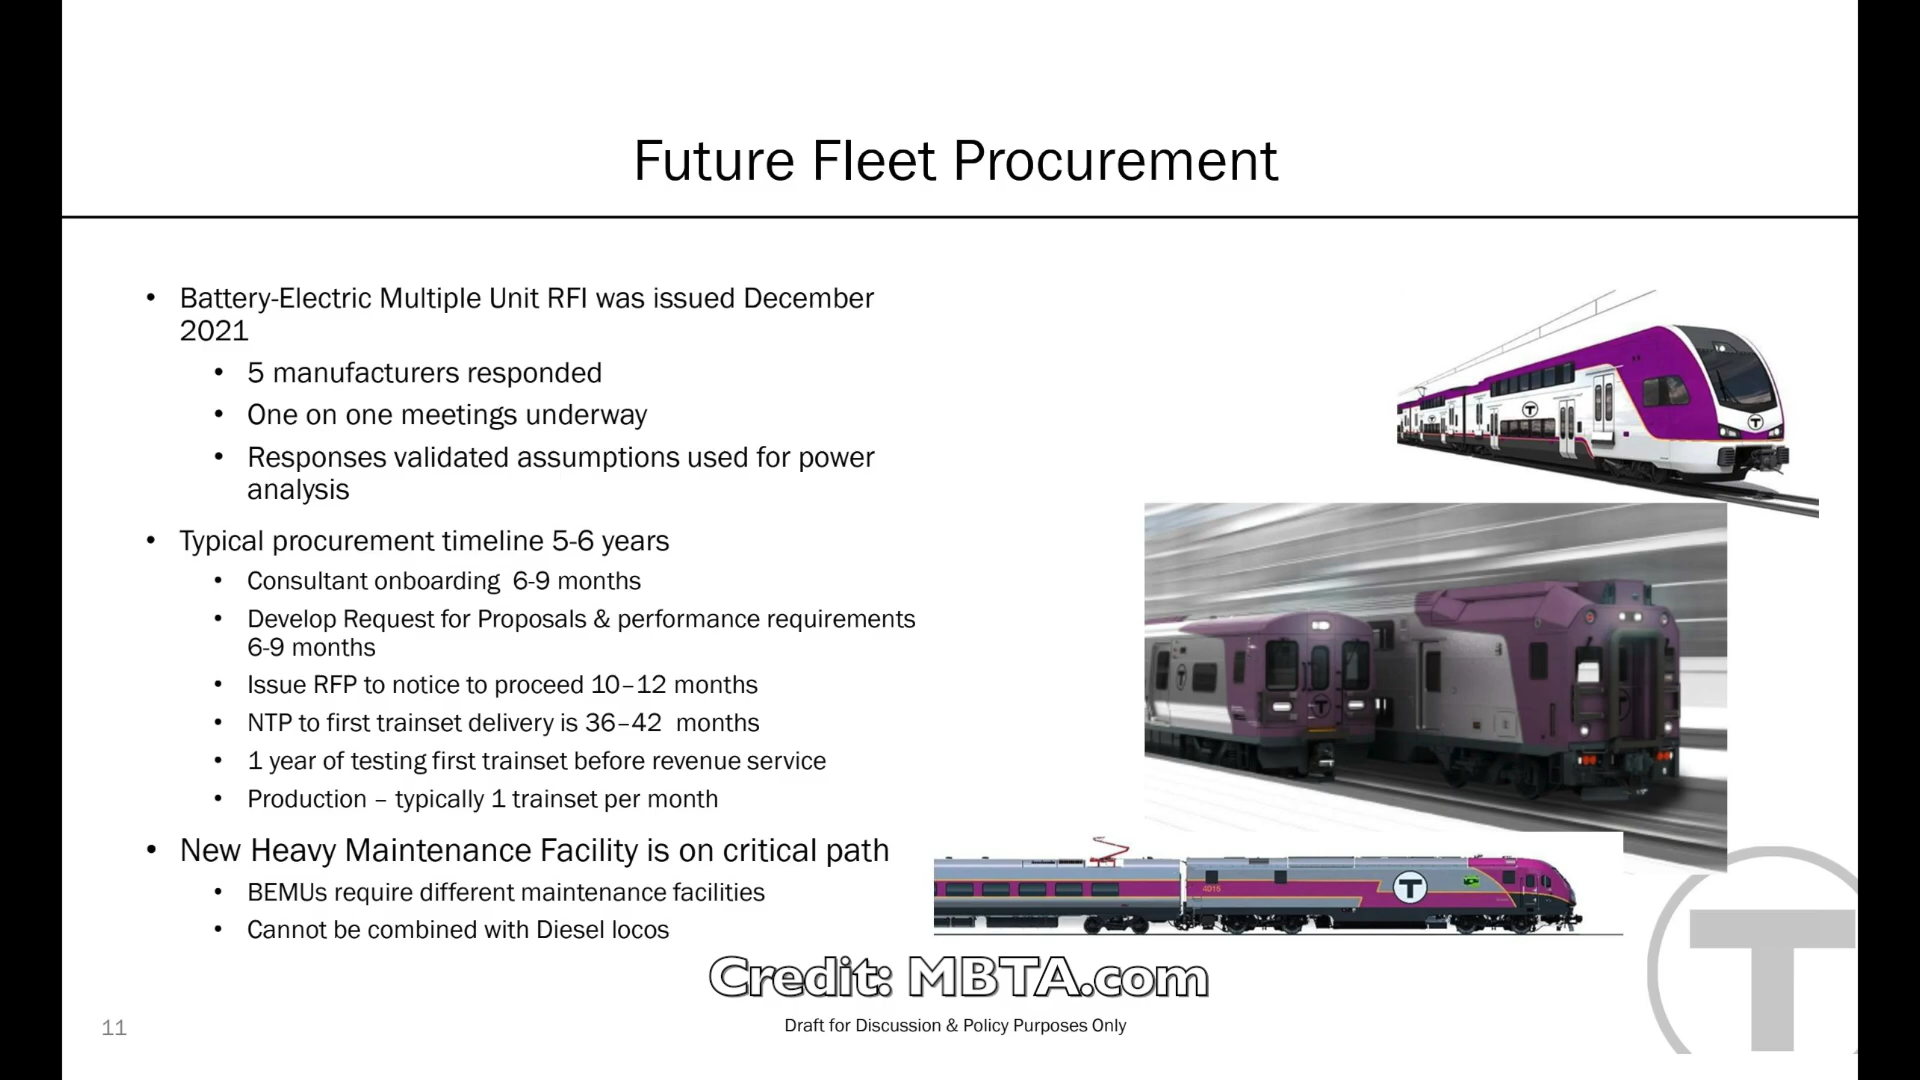 Future Fleet Procurement
• Battery-Electric Multiple Unit RFI was issued December
2021
• 5 manufacturers responded
• One on one meetings underway
• Responses validated assumptions used for power
analysis
• Typical procurement timeline 5-6 years
• Consultant onboarding 6-9 months
• Develop Request for Proposals & performance requirements
6-9 months
• Issue RFP to notice to proceed 10–12 months
• NTP to first trainset delivery is 36–42 months
• 1 year of testing first trainset before revenue service
• Production – typically 1 trainset per month
• New Heavy Maintenance Facility is on critical path
• BEMUs require different maintenance facilities
• Cannot be combined with Diesel locos
T
T
T
T
T
4015
T
T
Credit: MBTA.com
11
Draft for Discussion & Policy Purposes Only